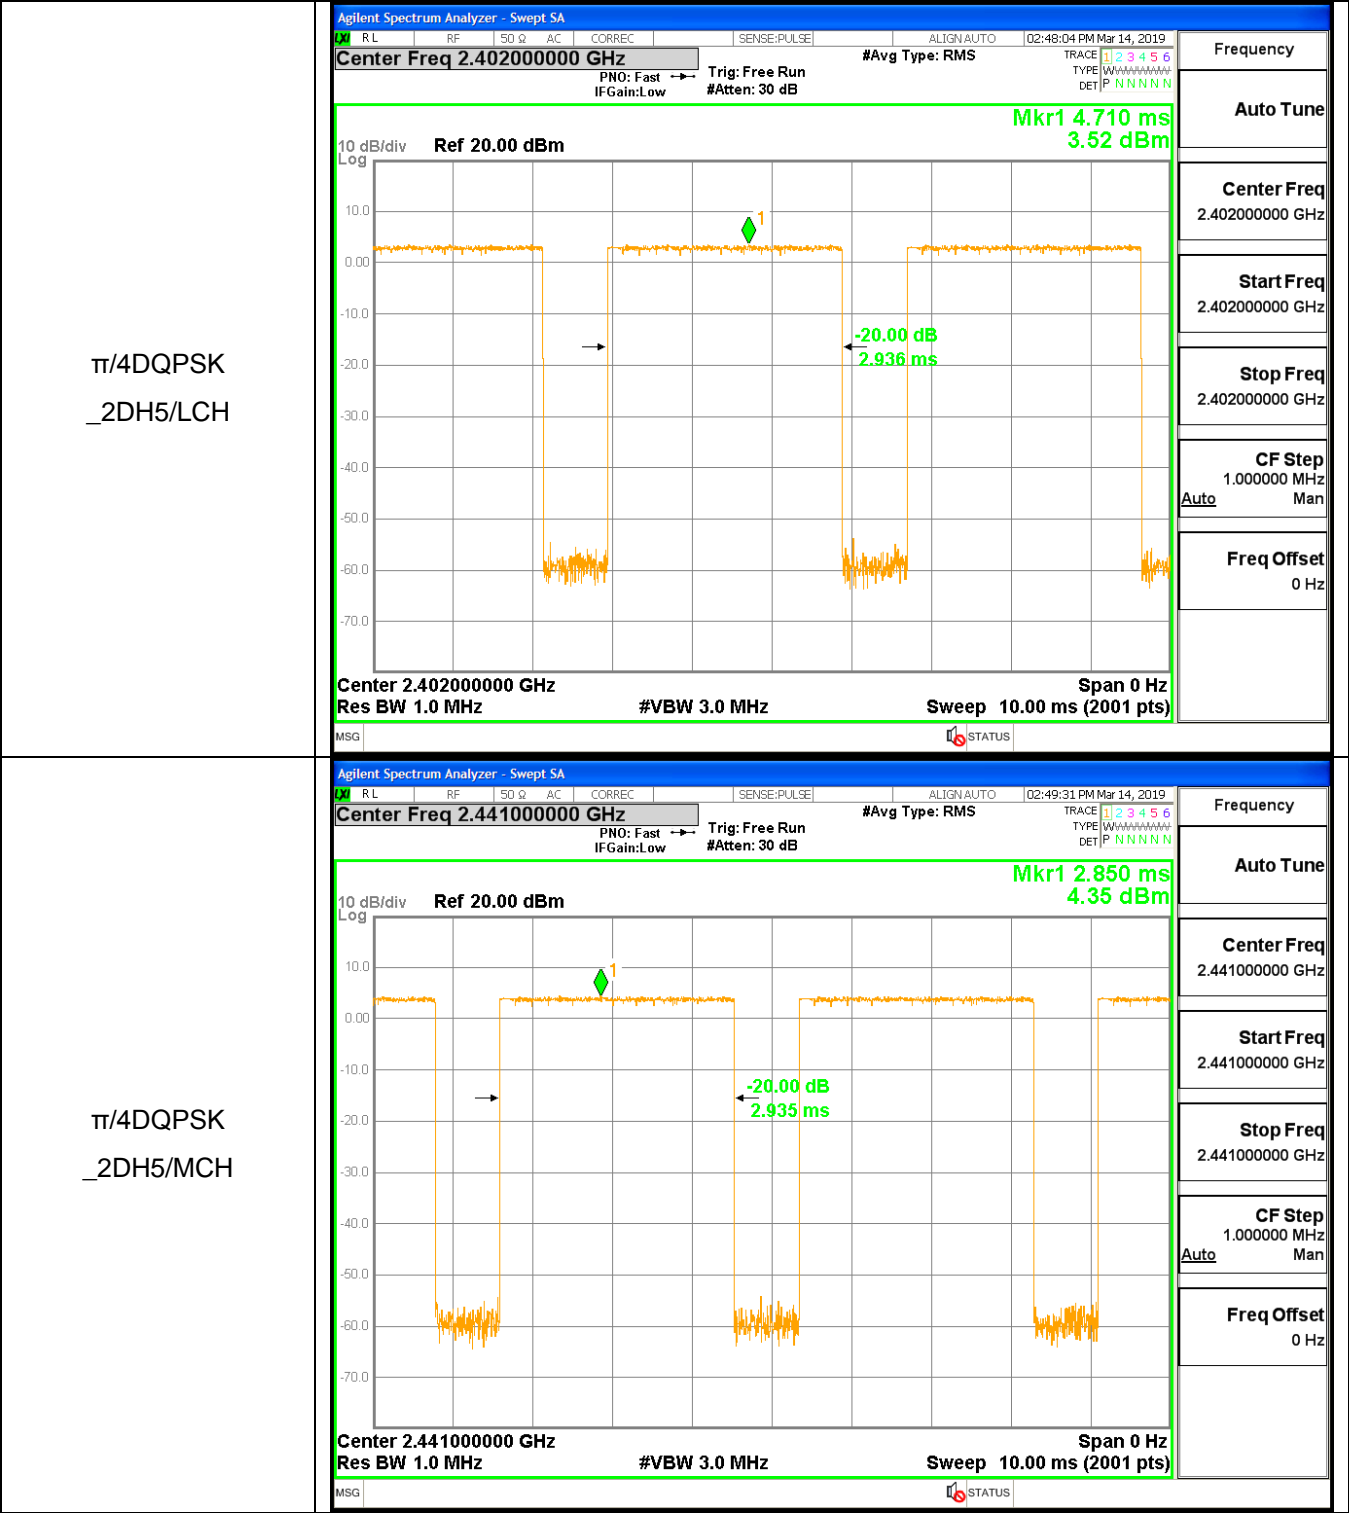 π/4DQPSK
_2DH5/LCH
Agilent Spectrum Analyzer - Swept SA
LXI RL RF 50 Ω AC CORREC SENSE:PULSE ALIGN AUTO 02:48:04 PM Mar 14, 2019
Center Freq 2.402000000 GHz
#Avg Type: RMS
TRACE 1 2 3 4 5 6
PNO: Fast Trig: Free Run
TYPE
IFGain:Low #Atten: 30 dB
DET P N N N N N
Mkr1 4.710 ms
3.52 dBm
10 dB/div Ref 20.00 dBm
Log
10.0
1
0.00
-10.0
-20.00 dB
2.936 ms
-20.0
-30.0
-40.0
-50.0
-60.0
-70.0
Center 2.402000000 GHz Span 0 Hz
Res BW 1.0 MHz #VBW 3.0 MHz Sweep 10.00 ms (2001 pts)
MSG STATUS
Frequency
Auto Tune
Center Freq
2.402000000 GHz
Start Freq
2.402000000 GHz
Stop Freq
2.402000000 GHz
CF Step
1.000000 MHz
Auto Man
Freq Offset
0 Hz
π/4DQPSK
_2DH5/MCH
Agilent Spectrum Analyzer - Swept SA
LXI RL RF 50 Ω AC CORREC SENSE:PULSE ALIGN AUTO 02:49:31 PM Mar 14, 2019
Center Freq 2.441000000 GHz
#Avg Type: RMS
TRACE 1 2 3 4 5 6
PNO: Fast Trig: Free Run
TYPE
IFGain:Low #Atten: 30 dB
DET P N N N N N
Mkr1 2.850 ms
4.35 dBm
10 dB/div Ref 20.00 dBm
Log
10.0
1
0.00
-10.0
-20.00 dB
2.935 ms
-20.0
-30.0
-40.0
-50.0
-60.0
-70.0
Center 2.441000000 GHz Span 0 Hz
Res BW 1.0 MHz #VBW 3.0 MHz Sweep 10.00 ms (2001 pts)
MSG STATUS
Frequency
Auto Tune
Center Freq
2.441000000 GHz
Start Freq
2.441000000 GHz
Stop Freq
2.441000000 GHz
CF Step
1.000000 MHz
Auto Man
Freq Offset
0 Hz